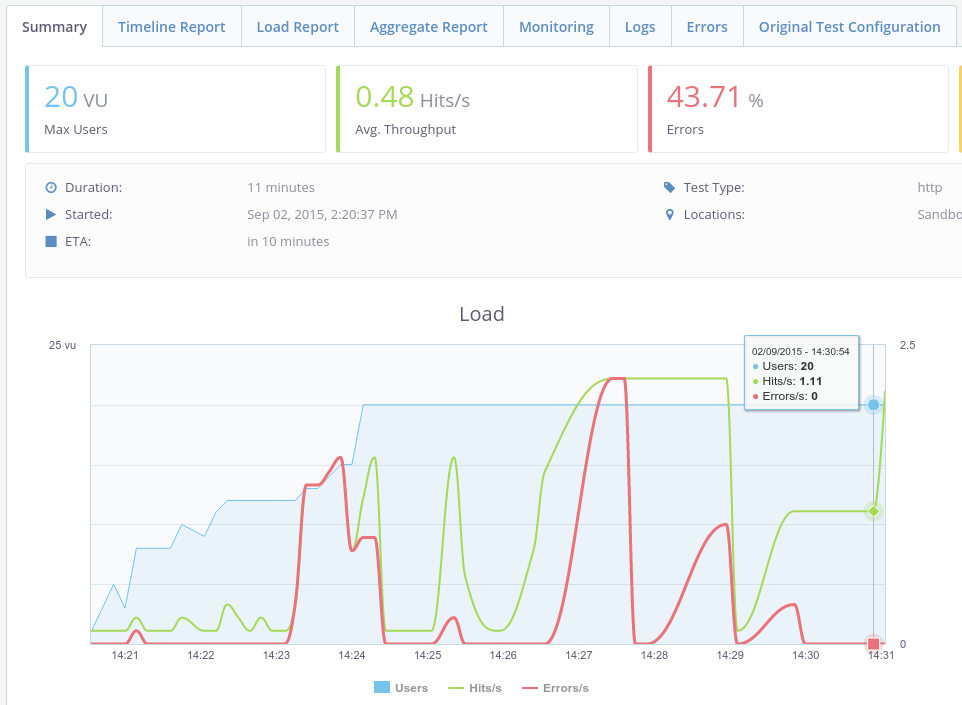 Summary Timeline Report Load Report Aggregate Report Monitoring Logs Errors Original Test Configuration
20 VU 0.48 Hits/s 43.71 %
Max Users Avg. Throughput Errors
Duration: 11 minutes Test Type: http
Started: Sep 02, 2015, 2:20:37 PM Locations: Sandbo
ETA: in 10 minutes
Load
25 vu 2.5
02/09/2015 - 14:30:54
Users: 20
Hits/s: 1.11
Errors/s: 0
0
14:21 14:22 14:23 14:24 14:25 14:26 14:27 14:28 14:29 14:30 14:31
Users Hits/s Errors/s